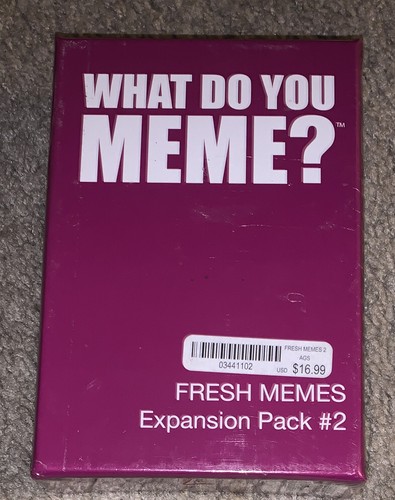 WHAT DO YOU
MEME?™
FRESH MEMES 2
AGS
03441102
USD $16.99
FRESH MEMES
Expansion Pack #2